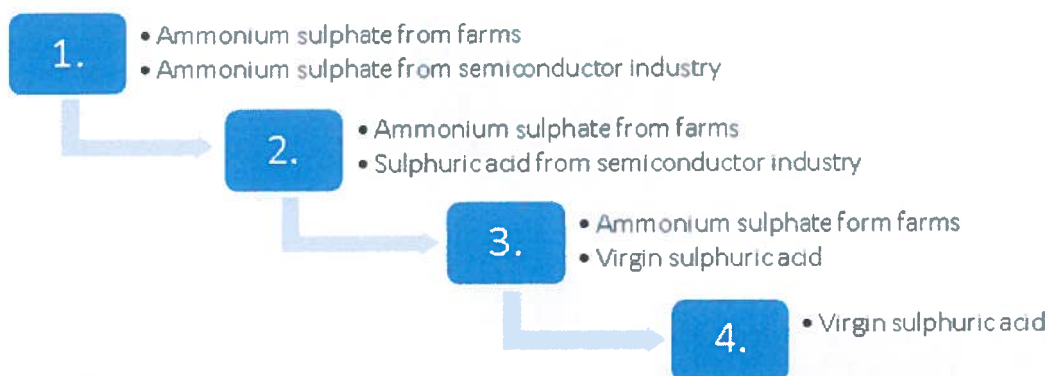 1.
• Ammonium sulphate from farms
• Ammonium sulphate from semiconductor industry
2.
• Ammonium sulphate from farms
• Sulphuric acid from semiconductor industry
3.
• Ammonium sulphate form farms
• Virgin sulphuric acid
4.
• Virgin sulphuric acid